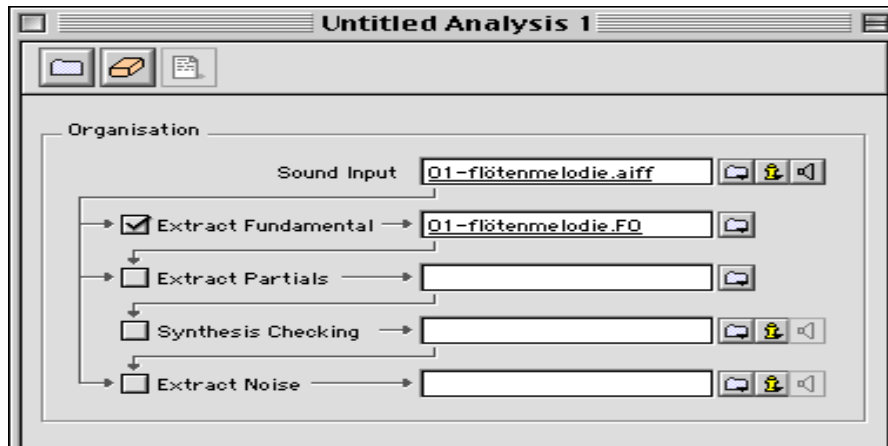 Untitled Analysis 1
Organisation
Sound Input 01-flötenmelodie.aiff
Extract Fundamental 01-flötenmelodie.F0
Extract Partials
Synthesis Checking
Extract Noise